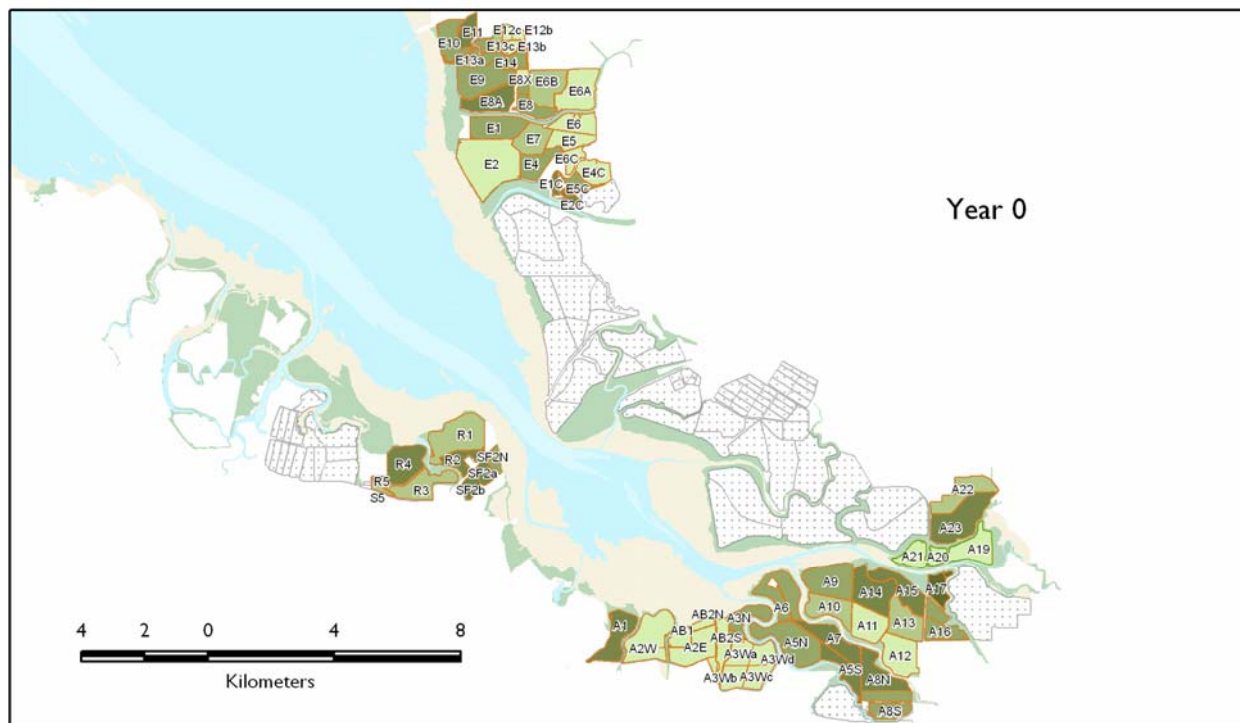 E11 E12c E12b
E10 E13c E13b
E13a E14
E9 E8X E6B
E8A E8 E6A
E1 E7 E6
E5
E2 E4 E6C
E4C
E1C E5C
E2C
Year 0
R1
R4 R2 SF2N
SF2a
R5 R3 SF2b
S5
A22
A23
A21 A20 A19
A9 A14 A15 A17
A6 A10
AB2N A3N A11 A13 A16
A1 AB1 AB2S A7
A2W A2E A3Wa A5N A12
A3Wd
A3Wb A3Wc A5S A8N
A8S
4 2 0 4 8
Kilometers